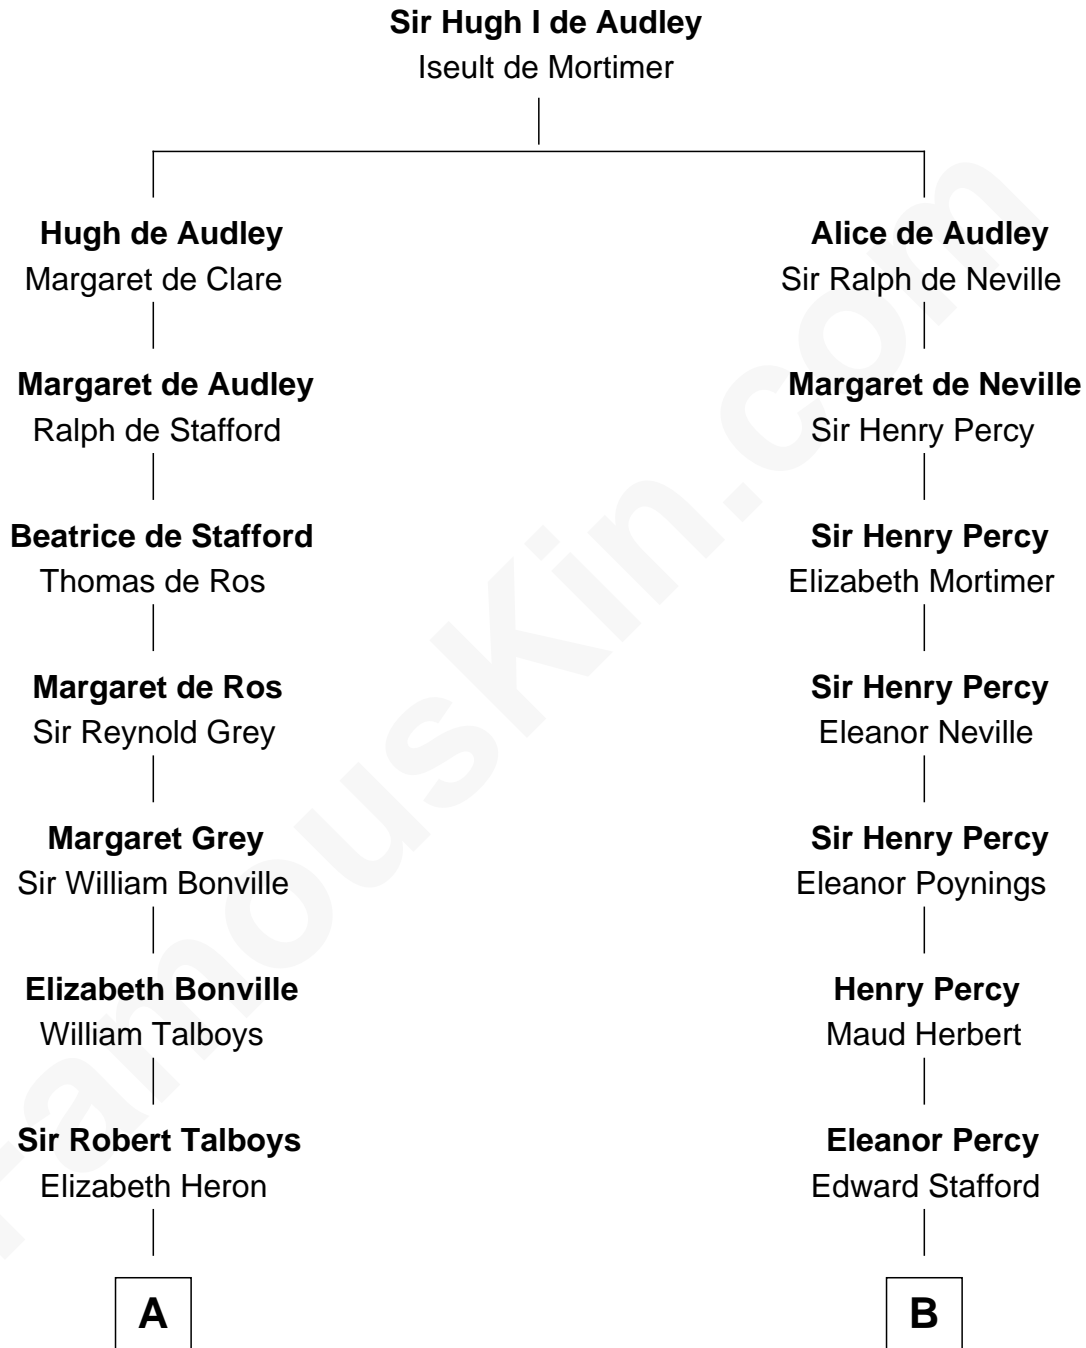 Sir Hugh I de Audley
Iseult de Mortimer
Hugh de Audley
Margaret de Clare
Alice de Audley
Sir Ralph de Neville
Margaret de Audley
Ralph de Stafford
Margaret de Neville
Sir Henry Percy
Beatrice de Stafford
Thomas de Ros
Sir Henry Percy
Elizabeth Mortimer
Margaret de Ros
Sir Reynold Grey
Sir Henry Percy
Eleanor Neville
Margaret Grey
Sir William Bonville
Sir Henry Percy
Eleanor Poynings
Elizabeth Bonville
William Talboys
Henry Percy
Maud Herbert
Sir Robert Talboys
Elizabeth Heron
Eleanor Percy
Edward Stafford
A
B
FamousKin.com